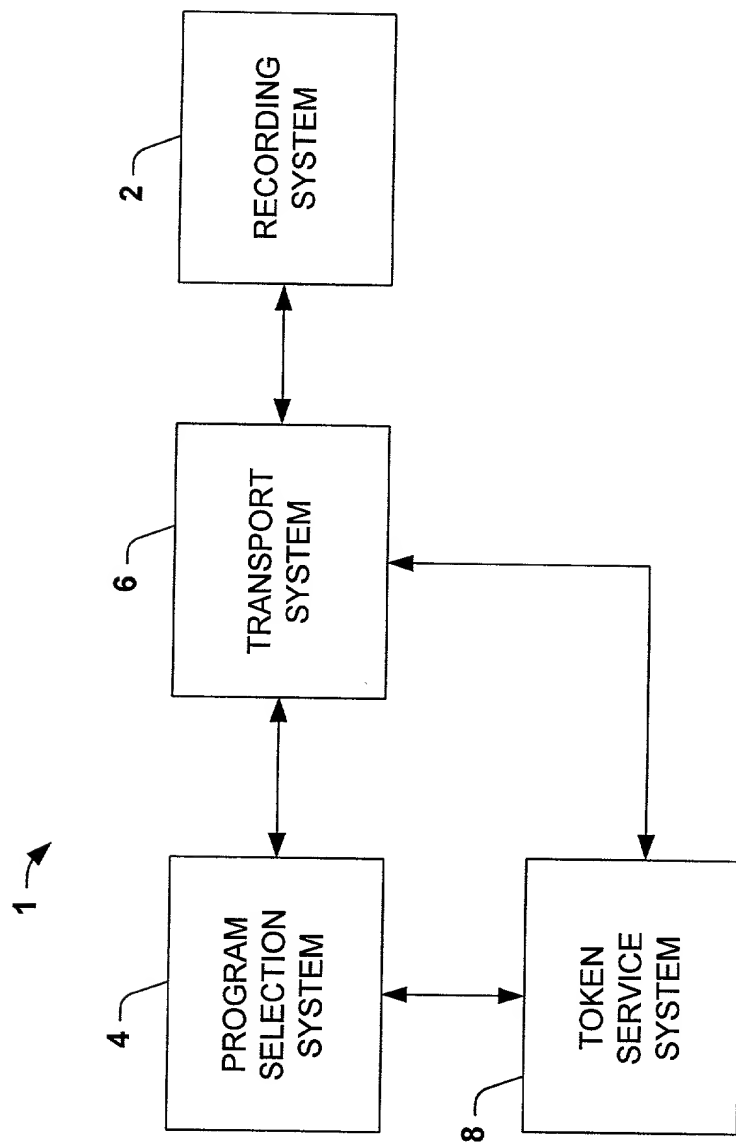 1
4
PROGRAM
SELECTION
SYSTEM
6
TRANSPORT
SYSTEM
2
RECORDING
SYSTEM
8
TOKEN
SERVICE
SYSTEM